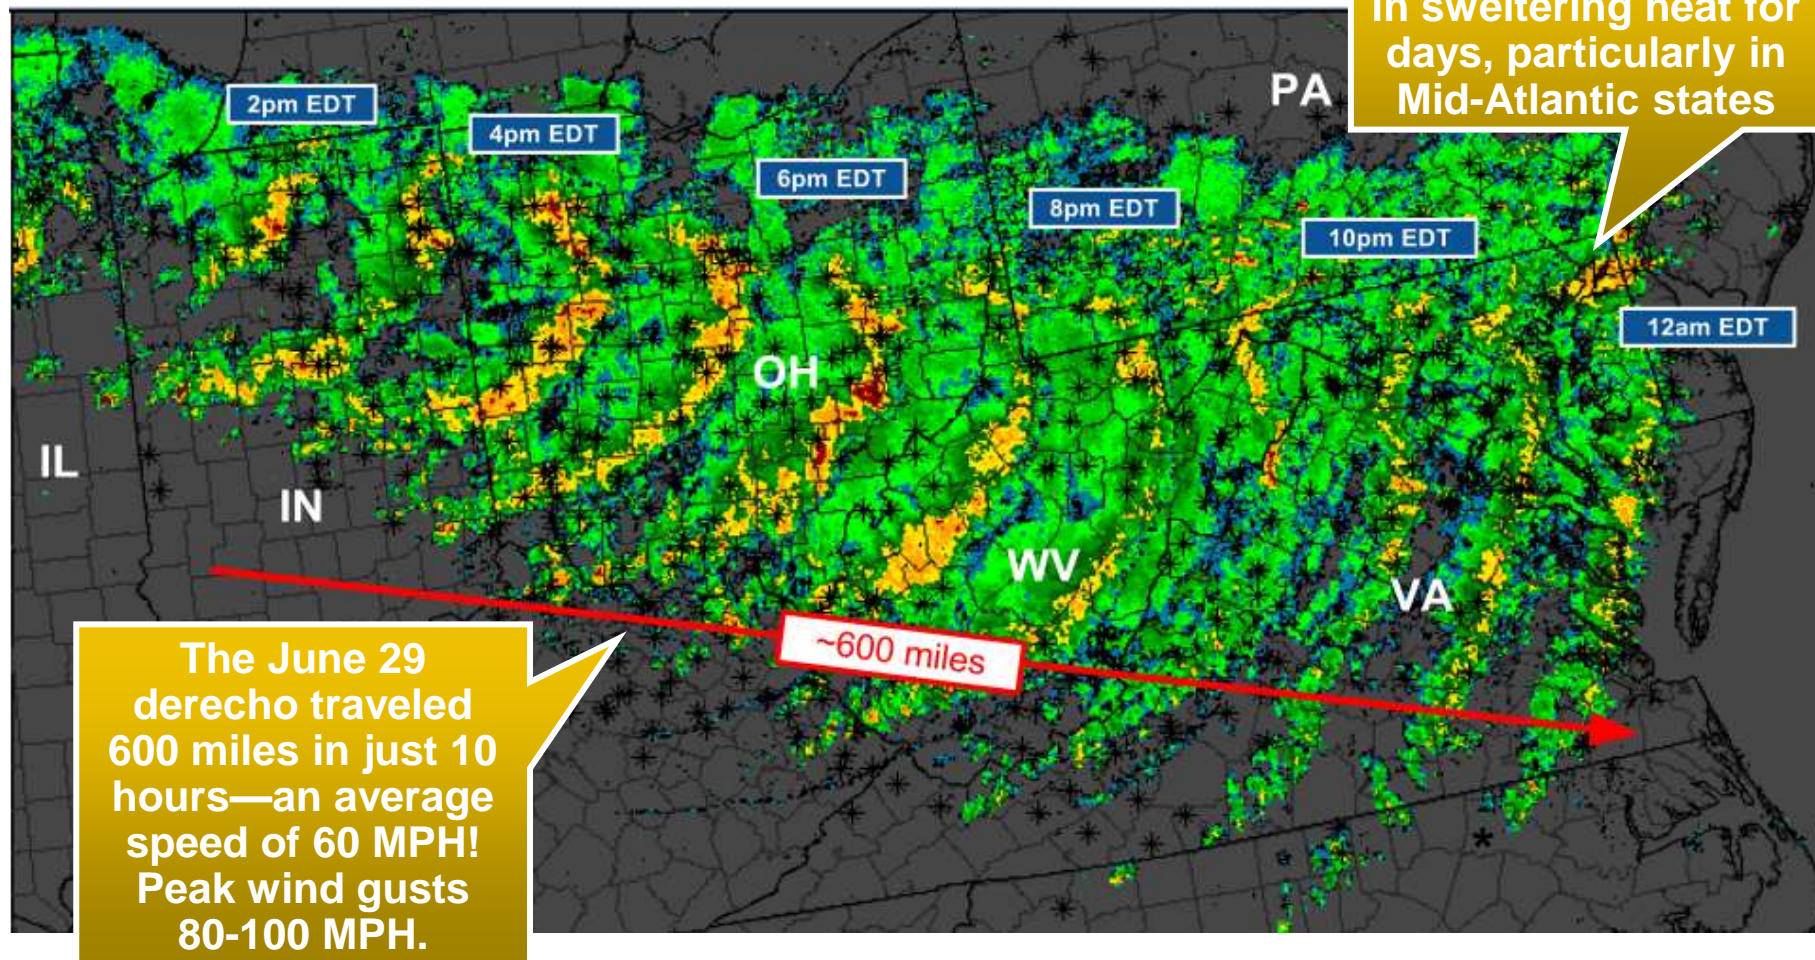 in sweltering heat for
days, particularly in
Mid-Atlantic states
PA
2pm EDT
4pm EDT
6pm EDT
8pm EDT
10pm EDT
12am EDT
OH
IL
IN
WV
VA
~600 miles
The June 29
derecho traveled
600 miles in just 10
hours—an average
speed of 60 MPH!
Peak wind gusts
80-100 MPH.